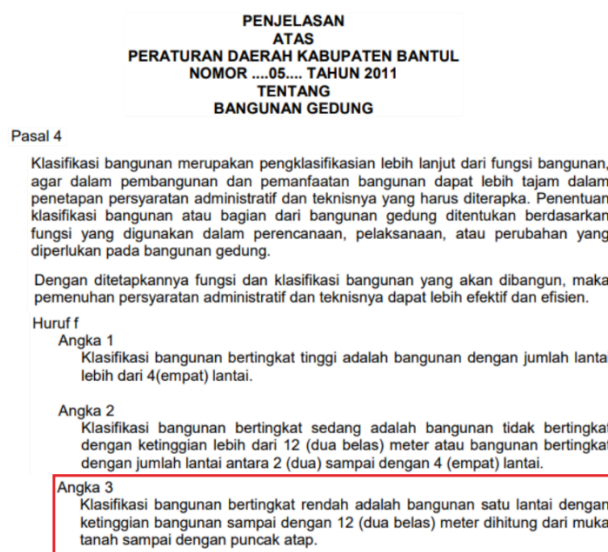 PENJELASAN
ATAS
PERATURAN DAERAH KABUPATEN BANTUL
NOMOR ....05.... TAHUN 2011
TENTANG
BANGUNAN GEDUNG
Pasal 4
Klasifikasi bangunan merupakan pengklasifikasian lebih lanjut dari fungsi bangunan,
agar dalam pembangunan dan pemanfaatan bangunan dapat lebih tajam dalam
penetapan persyaratan administratif dan teknisnya yang harus diterapka. Penentuan
klasifikasi bangunan atau bagian dari bangunan gedung ditentukan berdasarkan
fungsi yang digunakan dalam perencanaan, pelaksanaan, atau perubahan yang
diperlukan pada bangunan gedung.
Dengan ditetapkannya fungsi dan klasifikasi bangunan yang akan dibangun, maka
pemenuhan persyaratan administratif dan teknisnya dapat lebih efektif dan efisien.
Huruf f
Angka 1
Klasifikasi bangunan bertingkat tinggi adalah bangunan dengan jumlah lantai
lebih dari 4(empat) lantai.
Angka 2
Klasifikasi bangunan bertingkat sedang adalah bangunan tidak bertingkat
dengan ketinggian lebih dari 12 (dua belas) meter atau bangunan bertingkat
dengan jumlah lantai antara 2 (dua) sampai dengan 4 (empat) lantai.
Angka 3
Klasifikasi bangunan bertingkat rendah adalah bangunan satu lantai dengan
ketinggian bangunan sampai dengan 12 (dua belas) meter dihitung dari muka
tanah sampai dengan puncak atap.